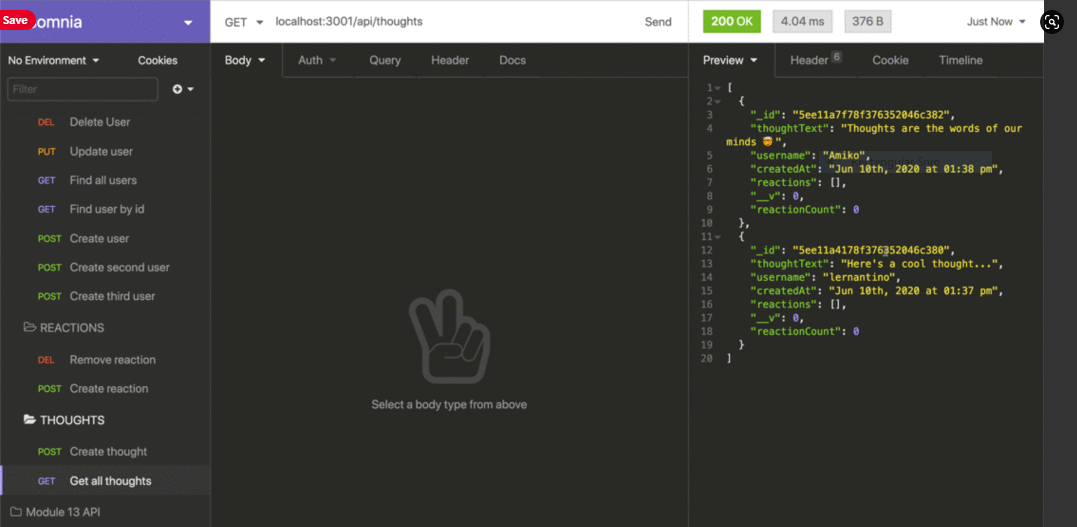 Save
omnia
GET localhost:3001/api/thoughts Send
200 OK 4.04 ms 376 B Just Now
No Environment Cookies
Body Auth Query Header Docs
Preview Header 6 Cookie Timeline
Filter
DEL Delete User
PUT Update user
GET Find all users
GET Find user by id
POST Create user
POST Create second user
POST Create third user
REACTIONS
DEL Remove reaction
POST Create reaction
THOUGHTS
POST Create thought
GET Get all thoughts
Module 13 API
Select a body type from above
1 [
2 {
3 "_id": "5ee11a7f78f376352046c382",
4 "thoughtText": "Thoughts are the words of our
minds 🤯",
5 "username": "Amiko",
6 "createdAt": "Jun 10th, 2020 at 01:38 pm",
7 "reactions": [],
8 "__v": 0,
9 "reactionCount": 0
10 },
11 {
12 "_id": "5ee11a4178f376352046c380",
13 "thoughtText": "Here's a cool thought...",
14 "username": "lernantino",
15 "createdAt": "Jun 10th, 2020 at 01:37 pm",
16 "reactions": [],
17 "__v": 0,
18 "reactionCount": 0
19 }
20 ]